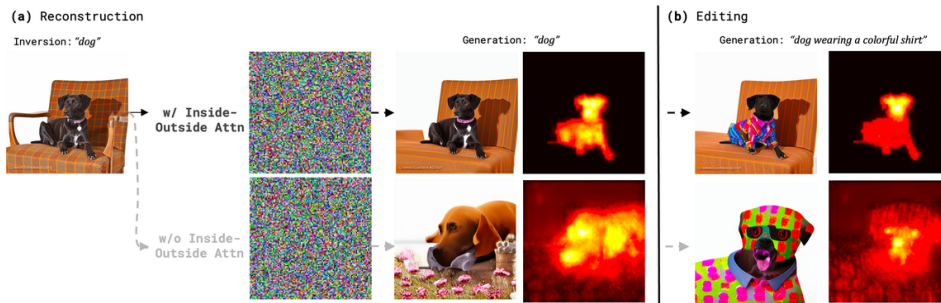 (a) Reconstruction
(b) Editing
Inversion: "dog"
Generation: "dog"
Generation: "dog wearing a colorful shirt"
w/ Inside-
Outside Attn
w/o Inside-
Outside Attn